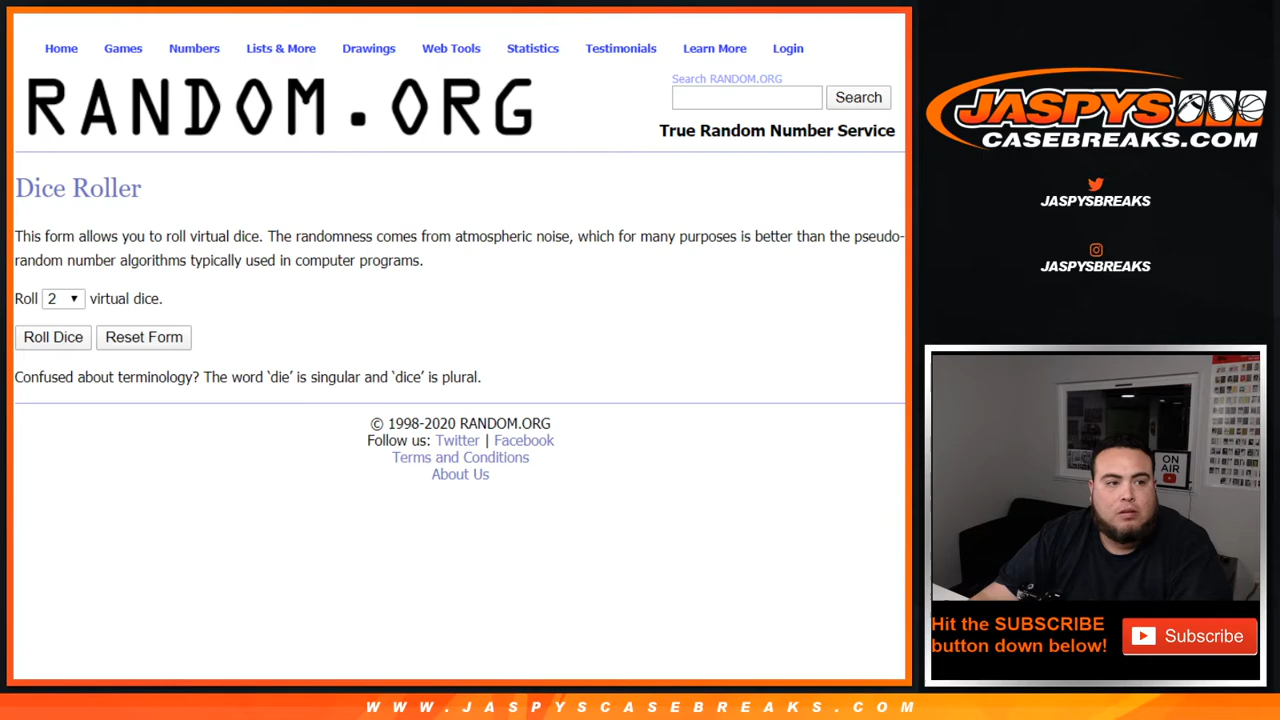 Home Games Numbers Lists & More Drawings Web Tools Statistics Testimonials Learn More Login
RANDOM.ORG
Search RANDOM.ORG
Search
True Random Number Service
Dice Roller
This form allows you to roll virtual dice. The randomness comes from atmospheric noise, which for many purposes is better than the pseudo-
random number algorithms typically used in computer programs.
Roll 2 virtual dice.
Roll Dice Reset Form
Confused about terminology? The word ‘die’ is singular and ‘dice’ is plural.
© 1998-2020 RANDOM.ORG
Follow us: Twitter | Facebook
Terms and Conditions
About Us
JASPYS
CASEBREAKS.COM
JASPYSBREAKS
JASPYSBREAKS
ON
AIR
Hit the SUBSCRIBE
button down below!
Subscribe
WWW.JASPYSCASEBREAKS.COM